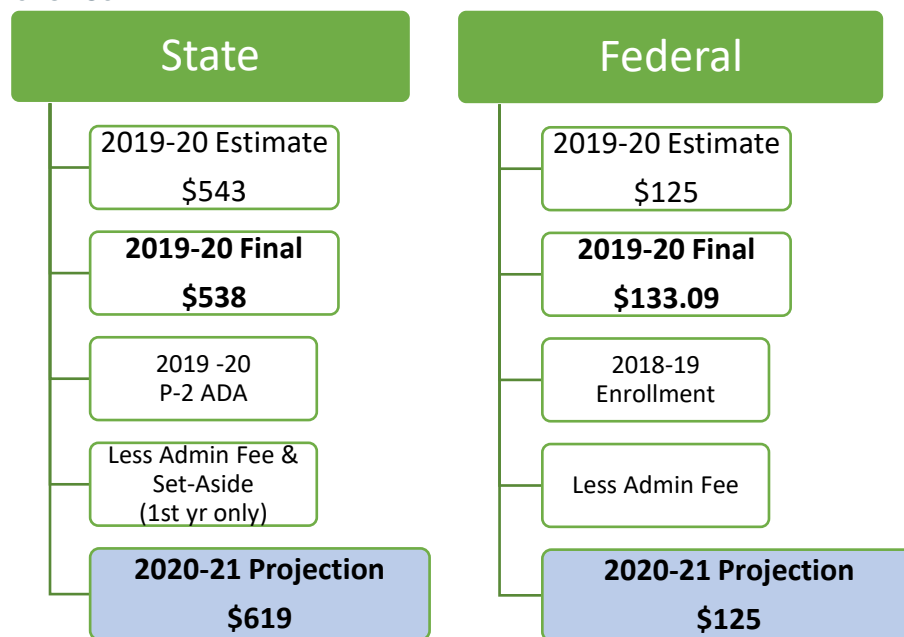 State
2019-20 Estimate
$543
2019-20 Final
$538
2019 -20
P-2 ADA
Less Admin Fee &
Set-Aside
(1st yr only)
2020-21 Projection
$619
Federal
2019-20 Estimate
$125
2019-20 Final
$133.09
2018-19
Enrollment
Less Admin Fee
2020-21 Projection
$125